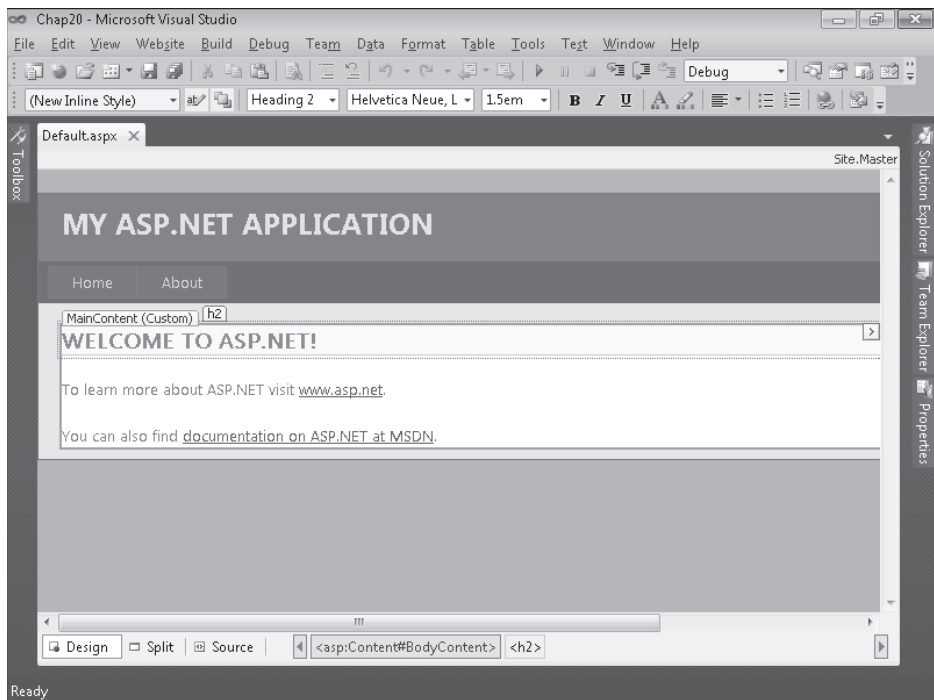 Chap20 - Microsoft Visual Studio
File Edit View Website Build Debug Team Data Format Table Tools Test Window Help
Debug
(New Inline Style) Heading 2 Helvetica Neue, L 1.5em B I U A
Toolbox
Default.aspx
Site.Master
MY ASP.NET APPLICATION
Home About
MainContent (Custom) h2
WELCOME TO ASP.NET!
To learn more about ASP.NET visit www.asp.net.
You can also find documentation on ASP.NET at MSDN.
Solution Explorer
Team Explorer
Properties
Design Split Source <asp:Content#BodyContent> <h2>
Ready